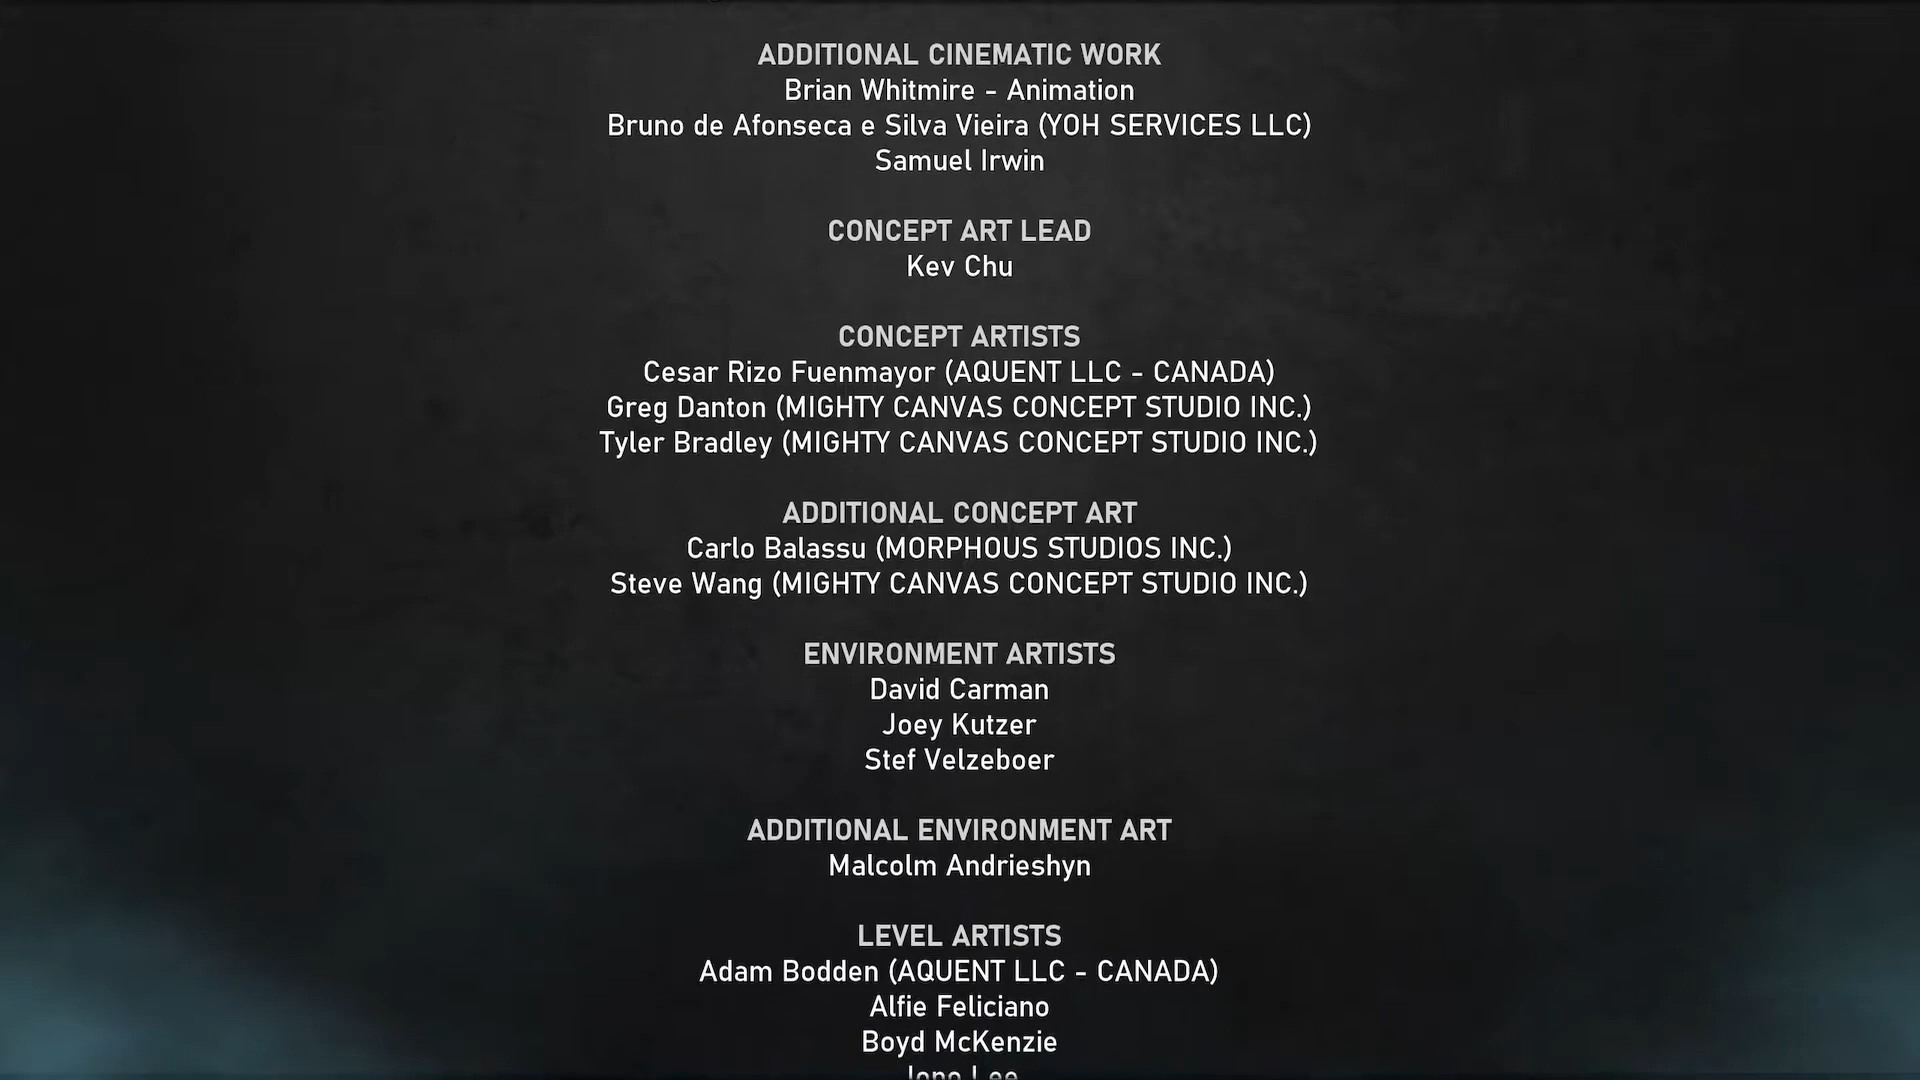 ADDITIONAL CINEMATIC WORK
Brian Whitmire - Animation
Bruno de Afonseca e Silva Vieira (YOH SERVICES LLC)
Samuel Irwin
CONCEPT ART LEAD
Kev Chu
CONCEPT ARTISTS
Cesar Rizo Fuenmayor (AQUENT LLC - CANADA)
Greg Danton (MIGHTY CANVAS CONCEPT STUDIO INC.)
Tyler Bradley (MIGHTY CANVAS CONCEPT STUDIO INC.)
ADDITIONAL CONCEPT ART
Carlo Balassu (MORPHOUS STUDIOS INC.)
Steve Wang (MIGHTY CANVAS CONCEPT STUDIO INC.)
ENVIRONMENT ARTISTS
David Carman
Joey Kutzer
Stef Velzeboer
ADDITIONAL ENVIRONMENT ART
Malcolm Andrieshyn
LEVEL ARTISTS
Adam Bodden (AQUENT LLC - CANADA)
Alfie Feliciano
Boyd McKenzie